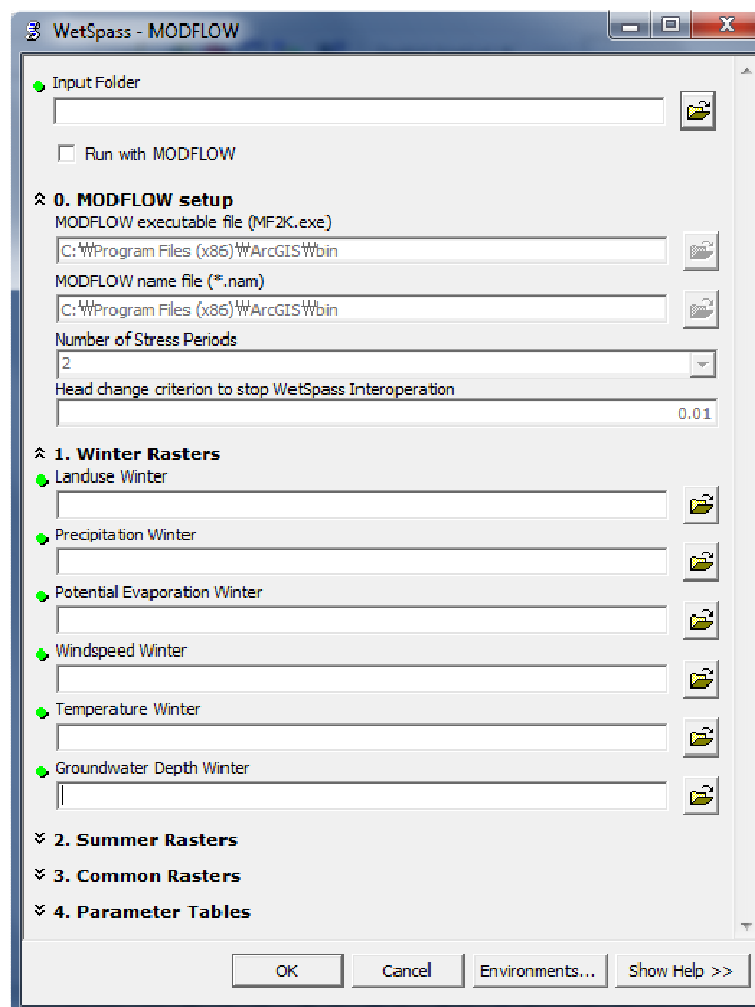 WetSpass - MODFLOW
Input Folder
Run with MODFLOW
0. MODFLOW setup
MODFLOW executable file (MF2K.exe)
C:₩Program Files (x86)₩ArcGIS₩bin
MODFLOW name file (*.nam)
C:₩Program Files (x86)₩ArcGIS₩bin
Number of Stress Periods
2
Head change criterion to stop WetSpass Interoperation
0.01
1. Winter Rasters
Landuse Winter
Precipitation Winter
Potential Evaporation Winter
Windspeed Winter
Temperature Winter
Groundwater Depth Winter
2. Summer Rasters
3. Common Rasters
4. Parameter Tables
OK Cancel Environments... Show Help >>